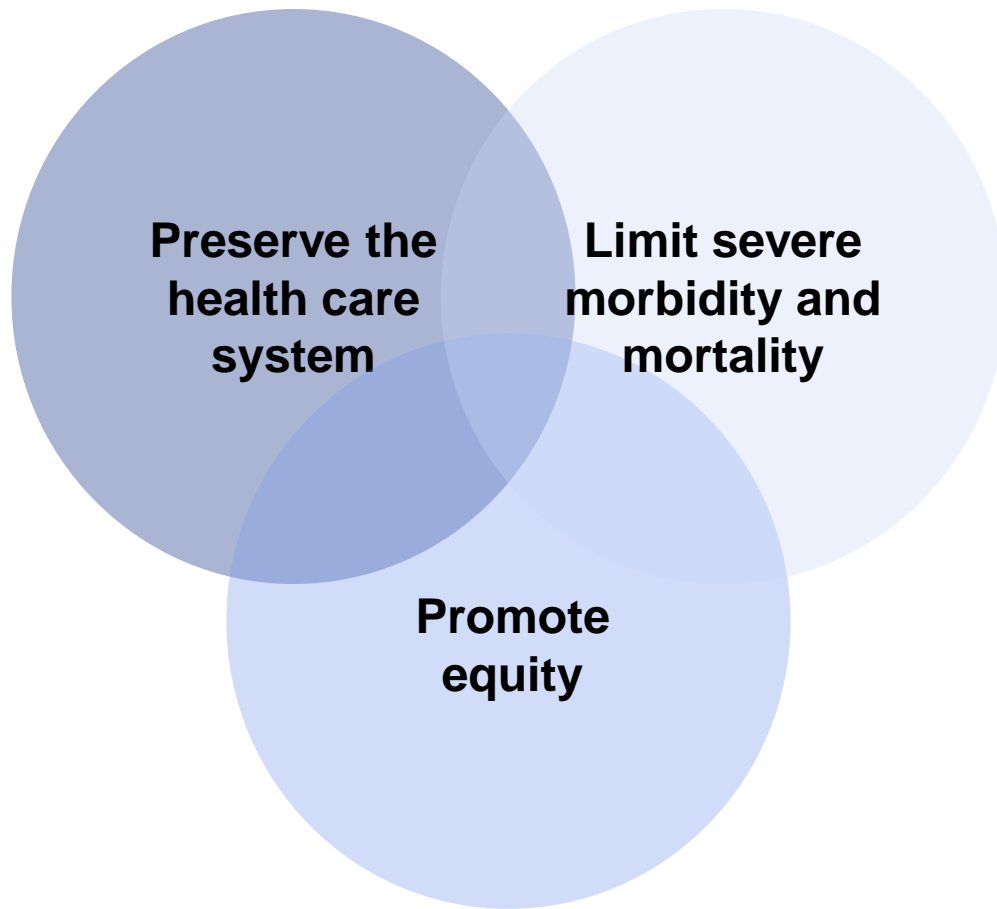 Preserve the
health care
system
Limit severe
morbidity and
mortality
Promote
equity